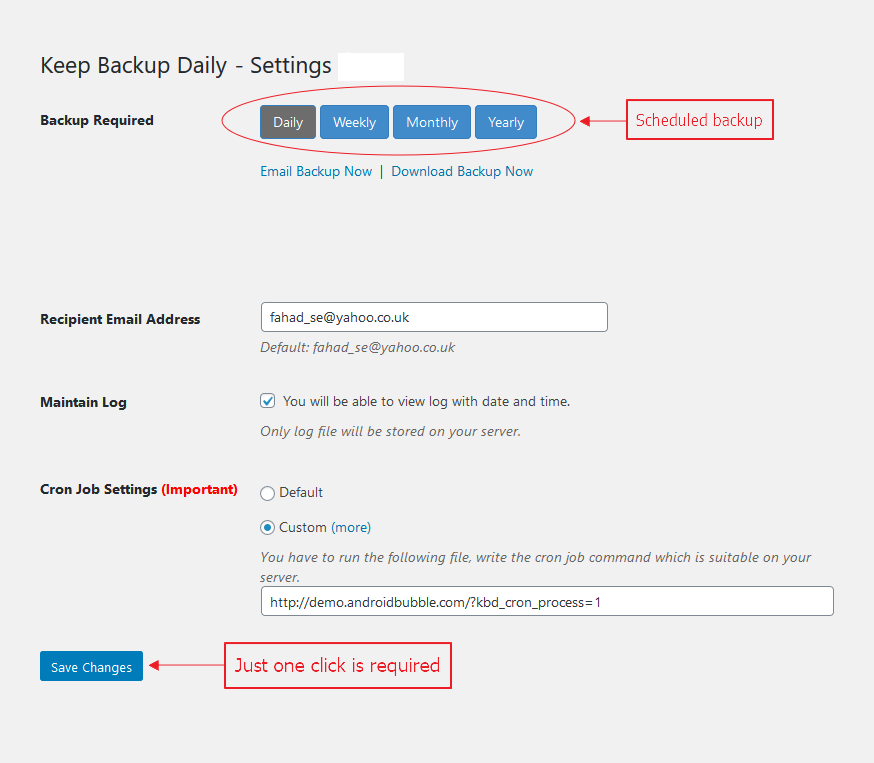 Keep Backup Daily - Settings
Backup Required
Daily Weekly Monthly Yearly
Scheduled backup
Email Backup Now | Download Backup Now
Recipient Email Address
fahad_se@yahoo.co.uk
Default: fahad_se@yahoo.co.uk
Maintain Log
You will be able to view log with date and time.
Only log file will be stored on your server.
Cron Job Settings (Important)
Default
Custom (more)
You have to run the following file, write the cron job command which is suitable on your
server.
http://demo.androidbubble.com/?kbd_cron_process=1
Save Changes
Just one click is required